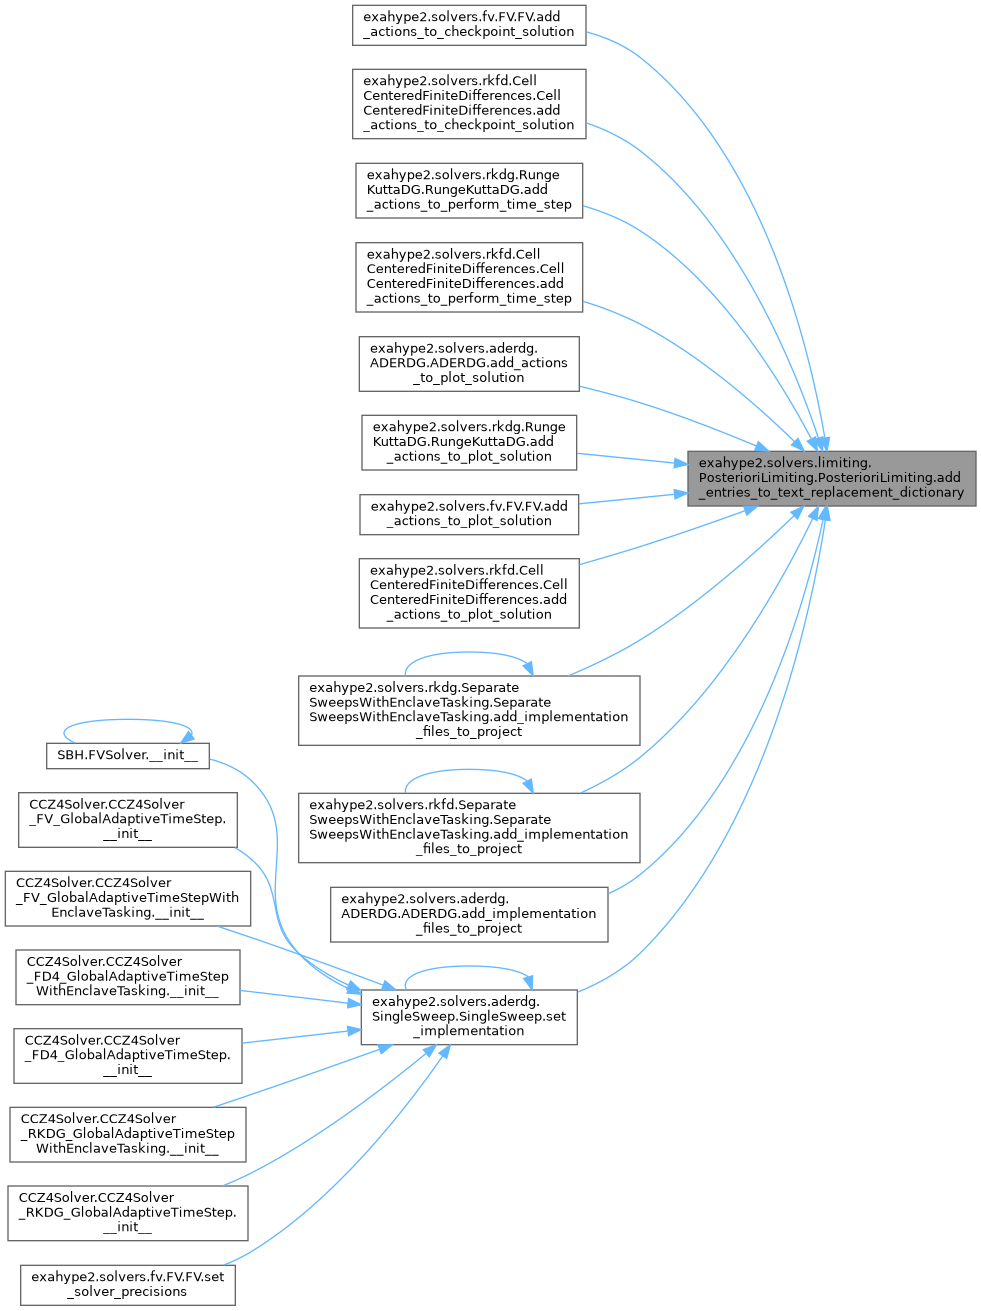 exahype2.solvers.fv.FV.FV.add
_actions_to_checkpoint_solution
exahype2.solvers.rkfd.Cell
CenteredFiniteDifferences.Cell
CenteredFiniteDifferences.add
_actions_to_checkpoint_solution
exahype2.solvers.rkdg.Runge
KuttaDG.RungeKuttaDG.add
_actions_to_perform_time_step
exahype2.solvers.rkfd.Cell
CenteredFiniteDifferences.Cell
CenteredFiniteDifferences.add
_actions_to_perform_time_step
exahype2.solvers.aderdg.
ADERDG.ADERDG.add_actions
_to_plot_solution
exahype2.solvers.rkdg.Runge
KuttaDG.RungeKuttaDG.add
_actions_to_plot_solution
exahype2.solvers.limiting.
PosterioriLimiting.PosterioriLimiting.add
_entries_to_text_replacement_dictionary
exahype2.solvers.fv.FV.FV.add
_actions_to_plot_solution
exahype2.solvers.rkfd.Cell
CenteredFiniteDifferences.Cell
CenteredFiniteDifferences.add
_actions_to_plot_solution
exahype2.solvers.rkdg.Separate
SweepsWithEnclaveTasking.Separate
SweepsWithEnclaveTasking.add_implementation
_files_to_project
SBH.FVSolver.__init__
exahype2.solvers.rkfd.Separate
SweepsWithEnclaveTasking.Separate
SweepsWithEnclaveTasking.add_implementation
_files_to_project
CCZ4Solver.CCZ4Solver
_FV_GlobalAdaptiveTimeStep.
__init__
CCZ4Solver.CCZ4Solver
_FV_GlobalAdaptiveTimeStepWith
EnclaveTasking.__init__
exahype2.solvers.aderdg.
ADERDG.ADERDG.add_implementation
_files_to_project
CCZ4Solver.CCZ4Solver
_FD4_GlobalAdaptiveTimeStep
WithEnclaveTasking.__init__
exahype2.solvers.aderdg.
SingleSweep.SingleSweep.set
_implementation
CCZ4Solver.CCZ4Solver
_FD4_GlobalAdaptiveTimeStep.
__init__
CCZ4Solver.CCZ4Solver
_RKDG_GlobalAdaptiveTimeStep
WithEnclaveTasking.__init__
CCZ4Solver.CCZ4Solver
_RKDG_GlobalAdaptiveTimeStep.
__init__
exahype2.solvers.fv.FV.FV.set
_solver_precisions